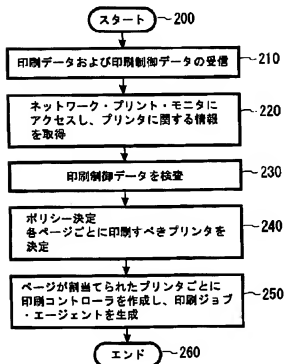 スタート 200
印刷データおよび印刷制御データの受信 210
ネットワーク・プリント・モニタに
アクセスし、プリンタに関する情報
を取得
220
印刷制御データを検査 230
ポリシー決定
各ページごとに印刷すべきプリンタを
決定
240
ページが割当てられたプリンタごとに
印刷コントローラを作成し、印刷ジョブ
・エージェントを生成
250
エンド 260